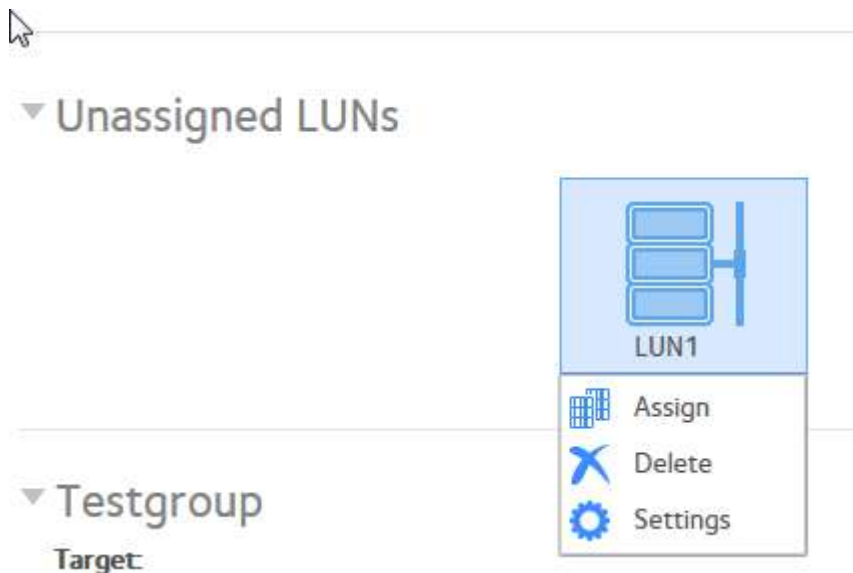 Unassigned LUNs
LUN1
Assign
Delete
Testgroup
Settings
Target: